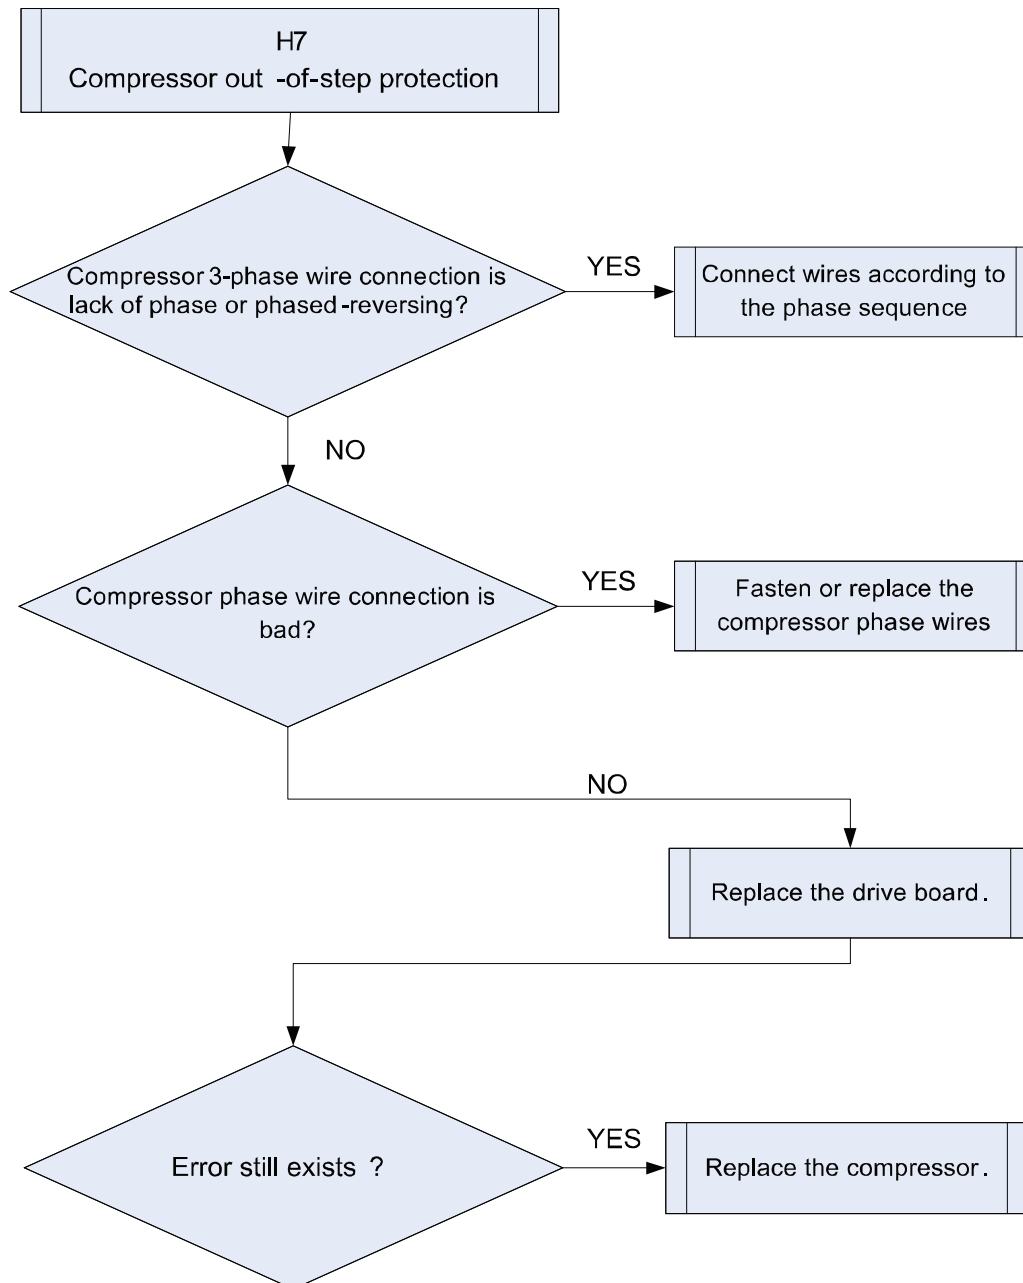 H7
Compressor out -of-step protection
Compressor 3-phase wire connection is
lack of phase or phased-reversing?
YES
Connect wires according to
the phase sequence
NO
Compressor phase wire connection is
bad?
YES
Fasten or replace the
compressor phase wires
NO
Replace the drive board.
Error still exists ?
YES
Replace the compressor.